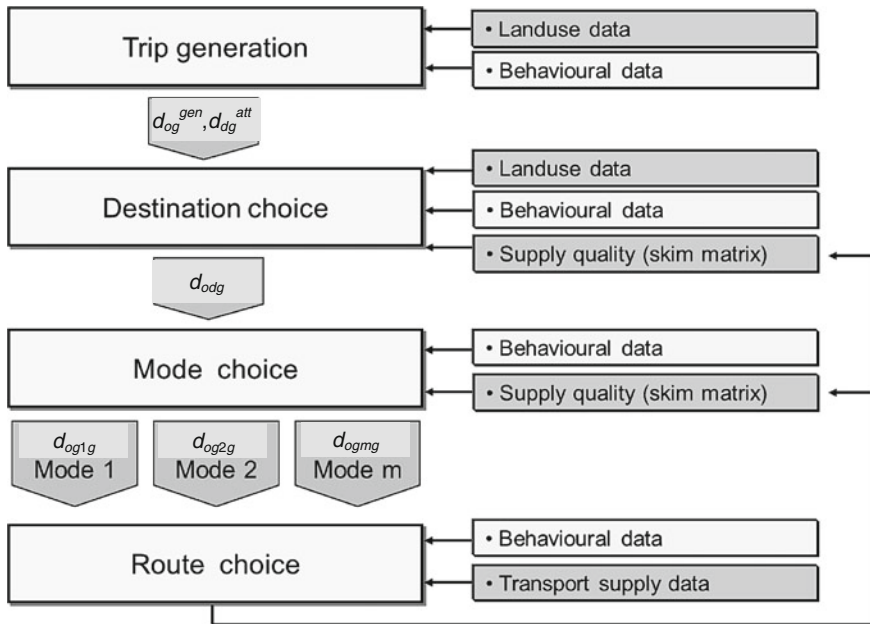 Trip generation
• Landuse data
• Behavioural data
d_og^gen, d_dg^att
Destination choice
• Landuse data
• Behavioural data
• Supply quality (skim matrix)
d_odg
Mode choice
• Behavioural data
• Supply quality (skim matrix)
d_og1g
Mode 1
d_og2g
Mode 2
d_ogmg
Mode m
Route choice
• Behavioural data
• Transport supply data